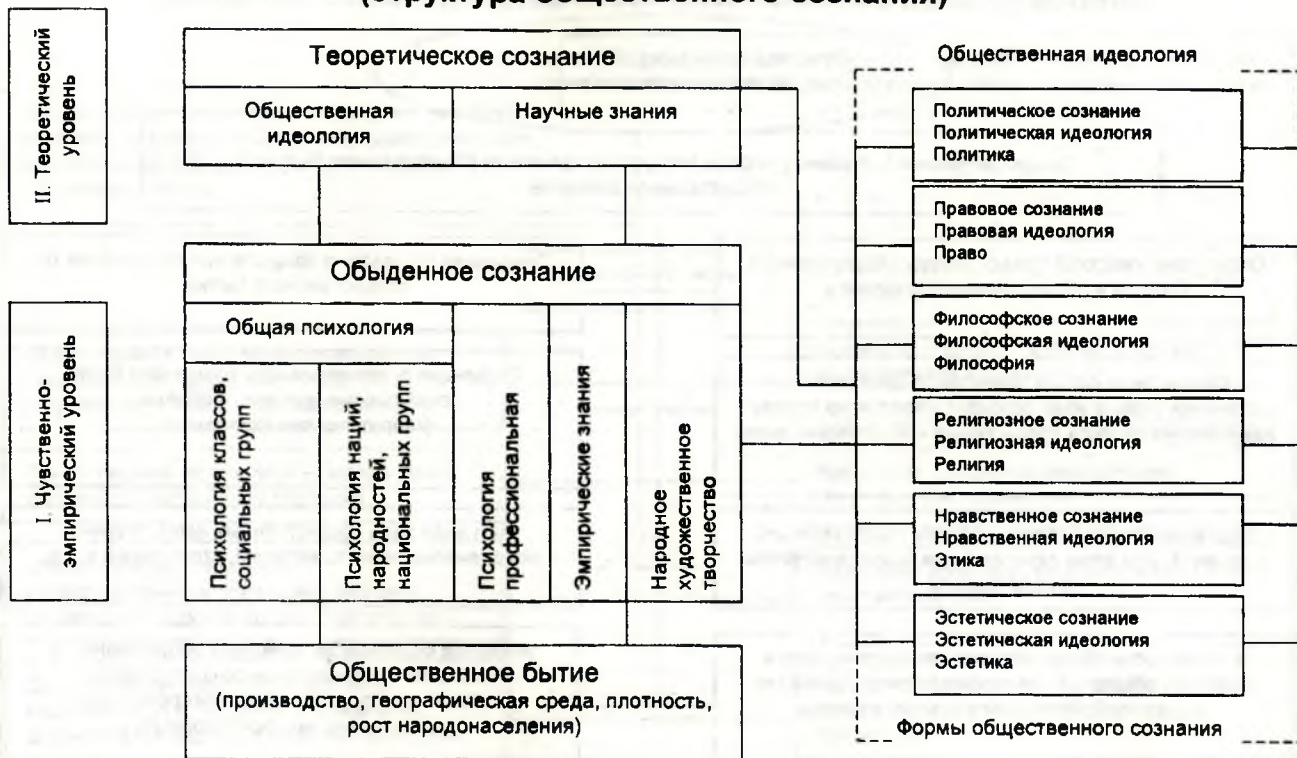 (структура общественного сознания)
II. Теоретический
уровень
I. Чувственно-
эмпирический уровень
Теоретическое сознание
Общественная
идеология
Научные знания
Обыденное сознание
Общая психология
Психология классов,
социальных групп
Психология наций,
народностей,
национальных групп
Психология
профессиональная
Эмпирические знания
Народное
художественное
творчество
Общественное бытие
(производство, географическая среда, плотность,
рост народонаселения)
Общественная идеология
Политическое сознание
Политическая идеология
Политика
Правовое сознание
Правовая идеология
Право
Философское сознание
Философская идеология
Философия
Религиозное сознание
Религиозная идеология
Религия
Нравственное сознание
Нравственная идеология
Этика
Эстетическое сознание
Эстетическая идеология
Эстетика
Формы общественного сознания